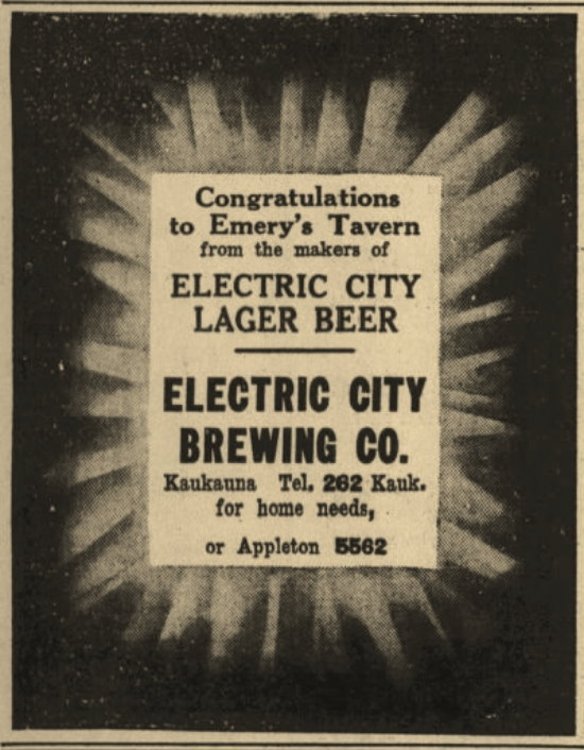 Congratulations
to Emery's Tavern
from the makers of
ELECTRIC CITY
LAGER BEER
ELECTRIC CITY
BREWING CO.
Kaukauna Tel. 262 Kauk.
for home needs,
or Appleton 5562